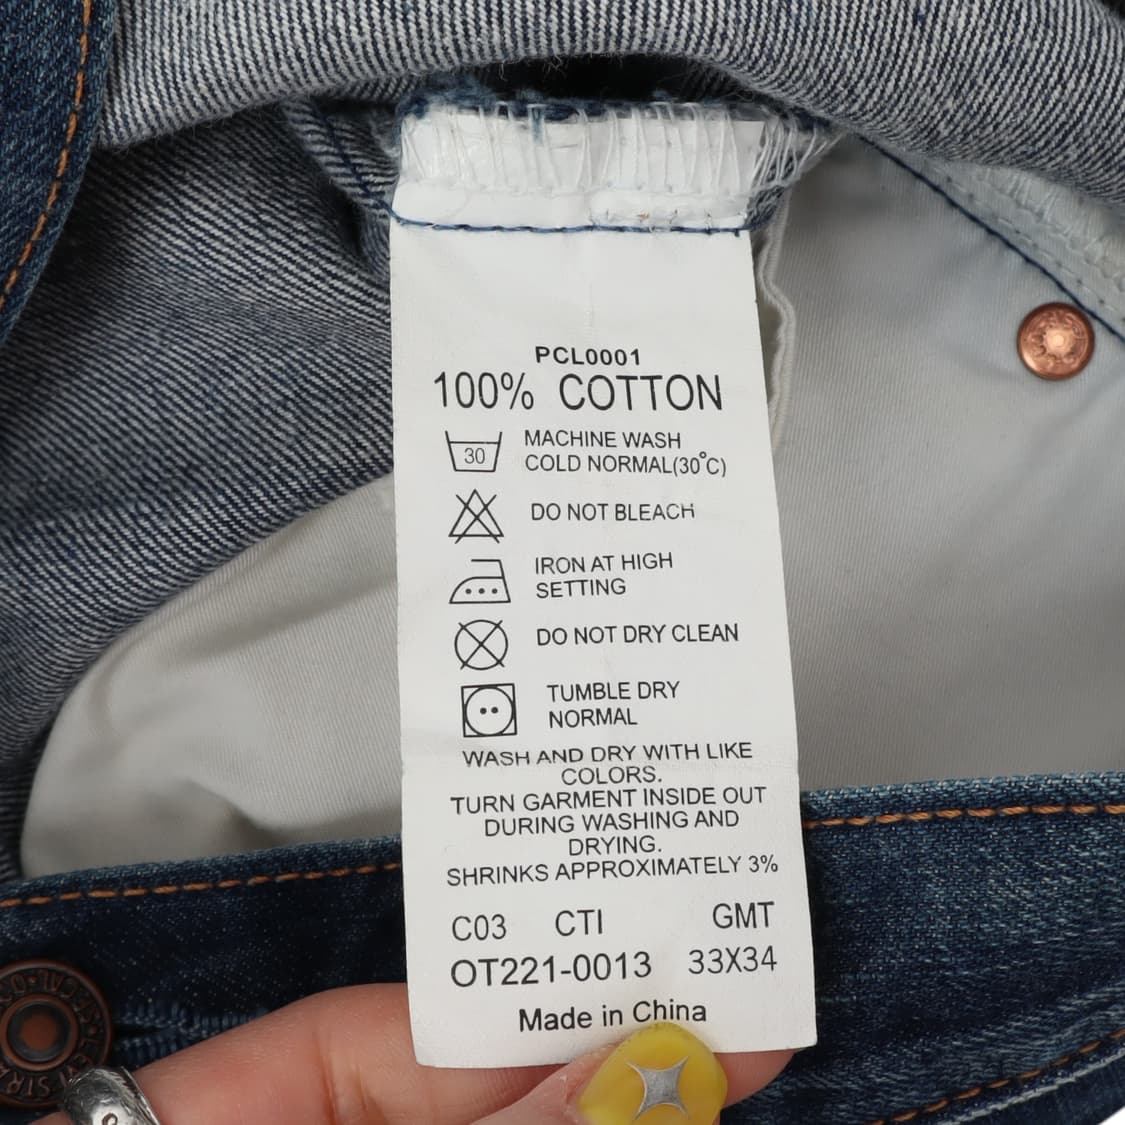 PCL0001
100% COTTON
30
MACHINE WASH
COLD NORMAL(30°C)
DO NOT BLEACH
IRON AT HIGH
SETTING
DO NOT DRY CLEAN
TUMBLE DRY
NORMAL
WASH AND DRY WITH LIKE
COLORS.
TURN GARMENT INSIDE OUT
DURING WASHING AND
DRYING.
SHRINKS APPROXIMATELY 3%
C03 CTI GMT
OT221-0013 33X34
Made in China